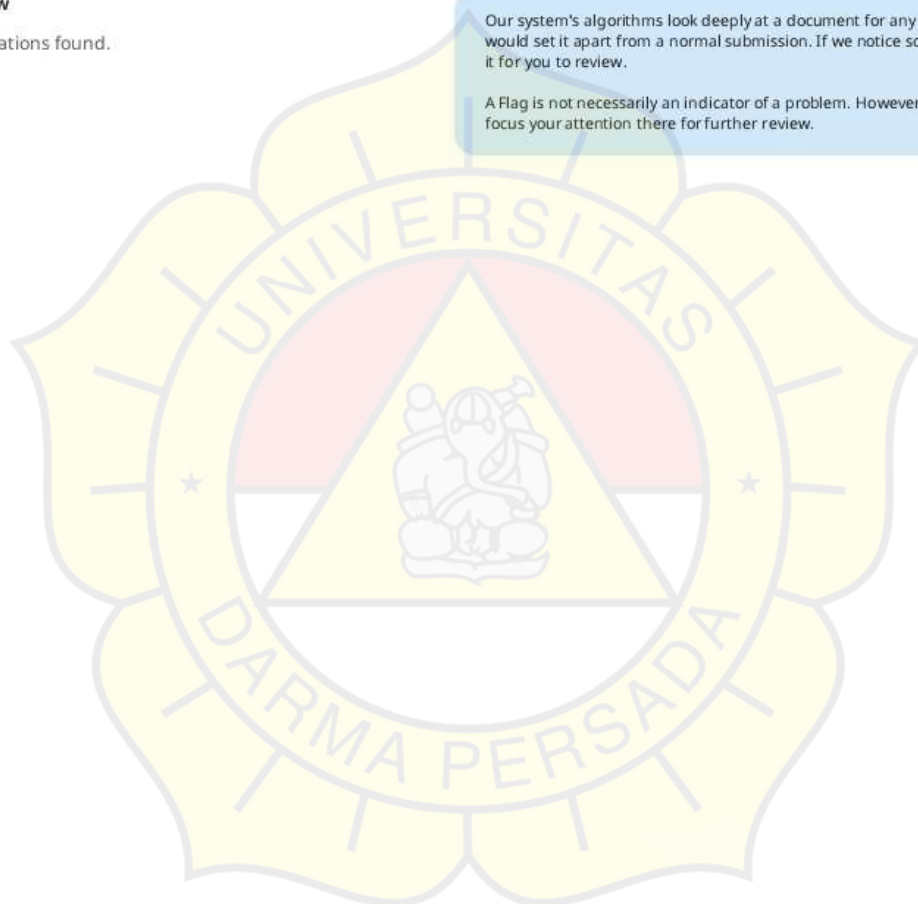 w
ations found.
Our system's algorithms look deeply at a document for any
would set it apart from a normal submission. If we notice so
it for you to review.
A Flag is not necessarily an indicator of a problem. However
focus your attention there for further review.
UNIVERSITAS
DARMA PERSADA